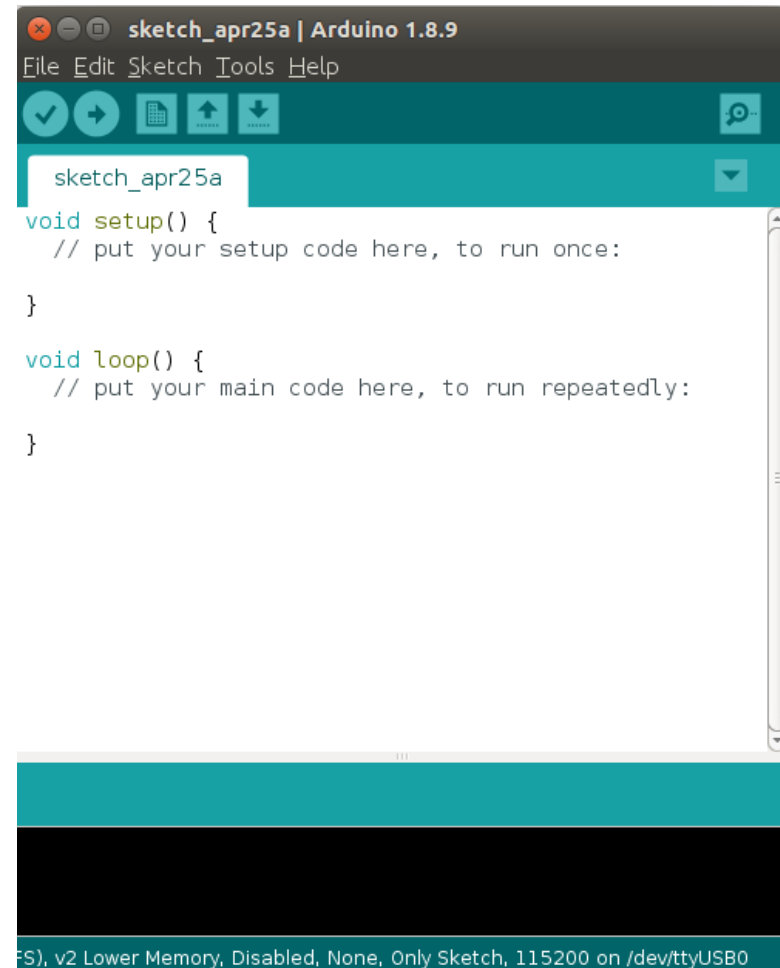 sketch_apr25a | Arduino 1.8.9
File Edit Sketch Tools Help
sketch_apr25a
void setup() {
  // put your setup code here, to run once:
}
void loop() {
  // put your main code here, to run repeatedly:
}
FS), v2 Lower Memory, Disabled, None, Only Sketch, 115200 on /dev/ttyUSB0